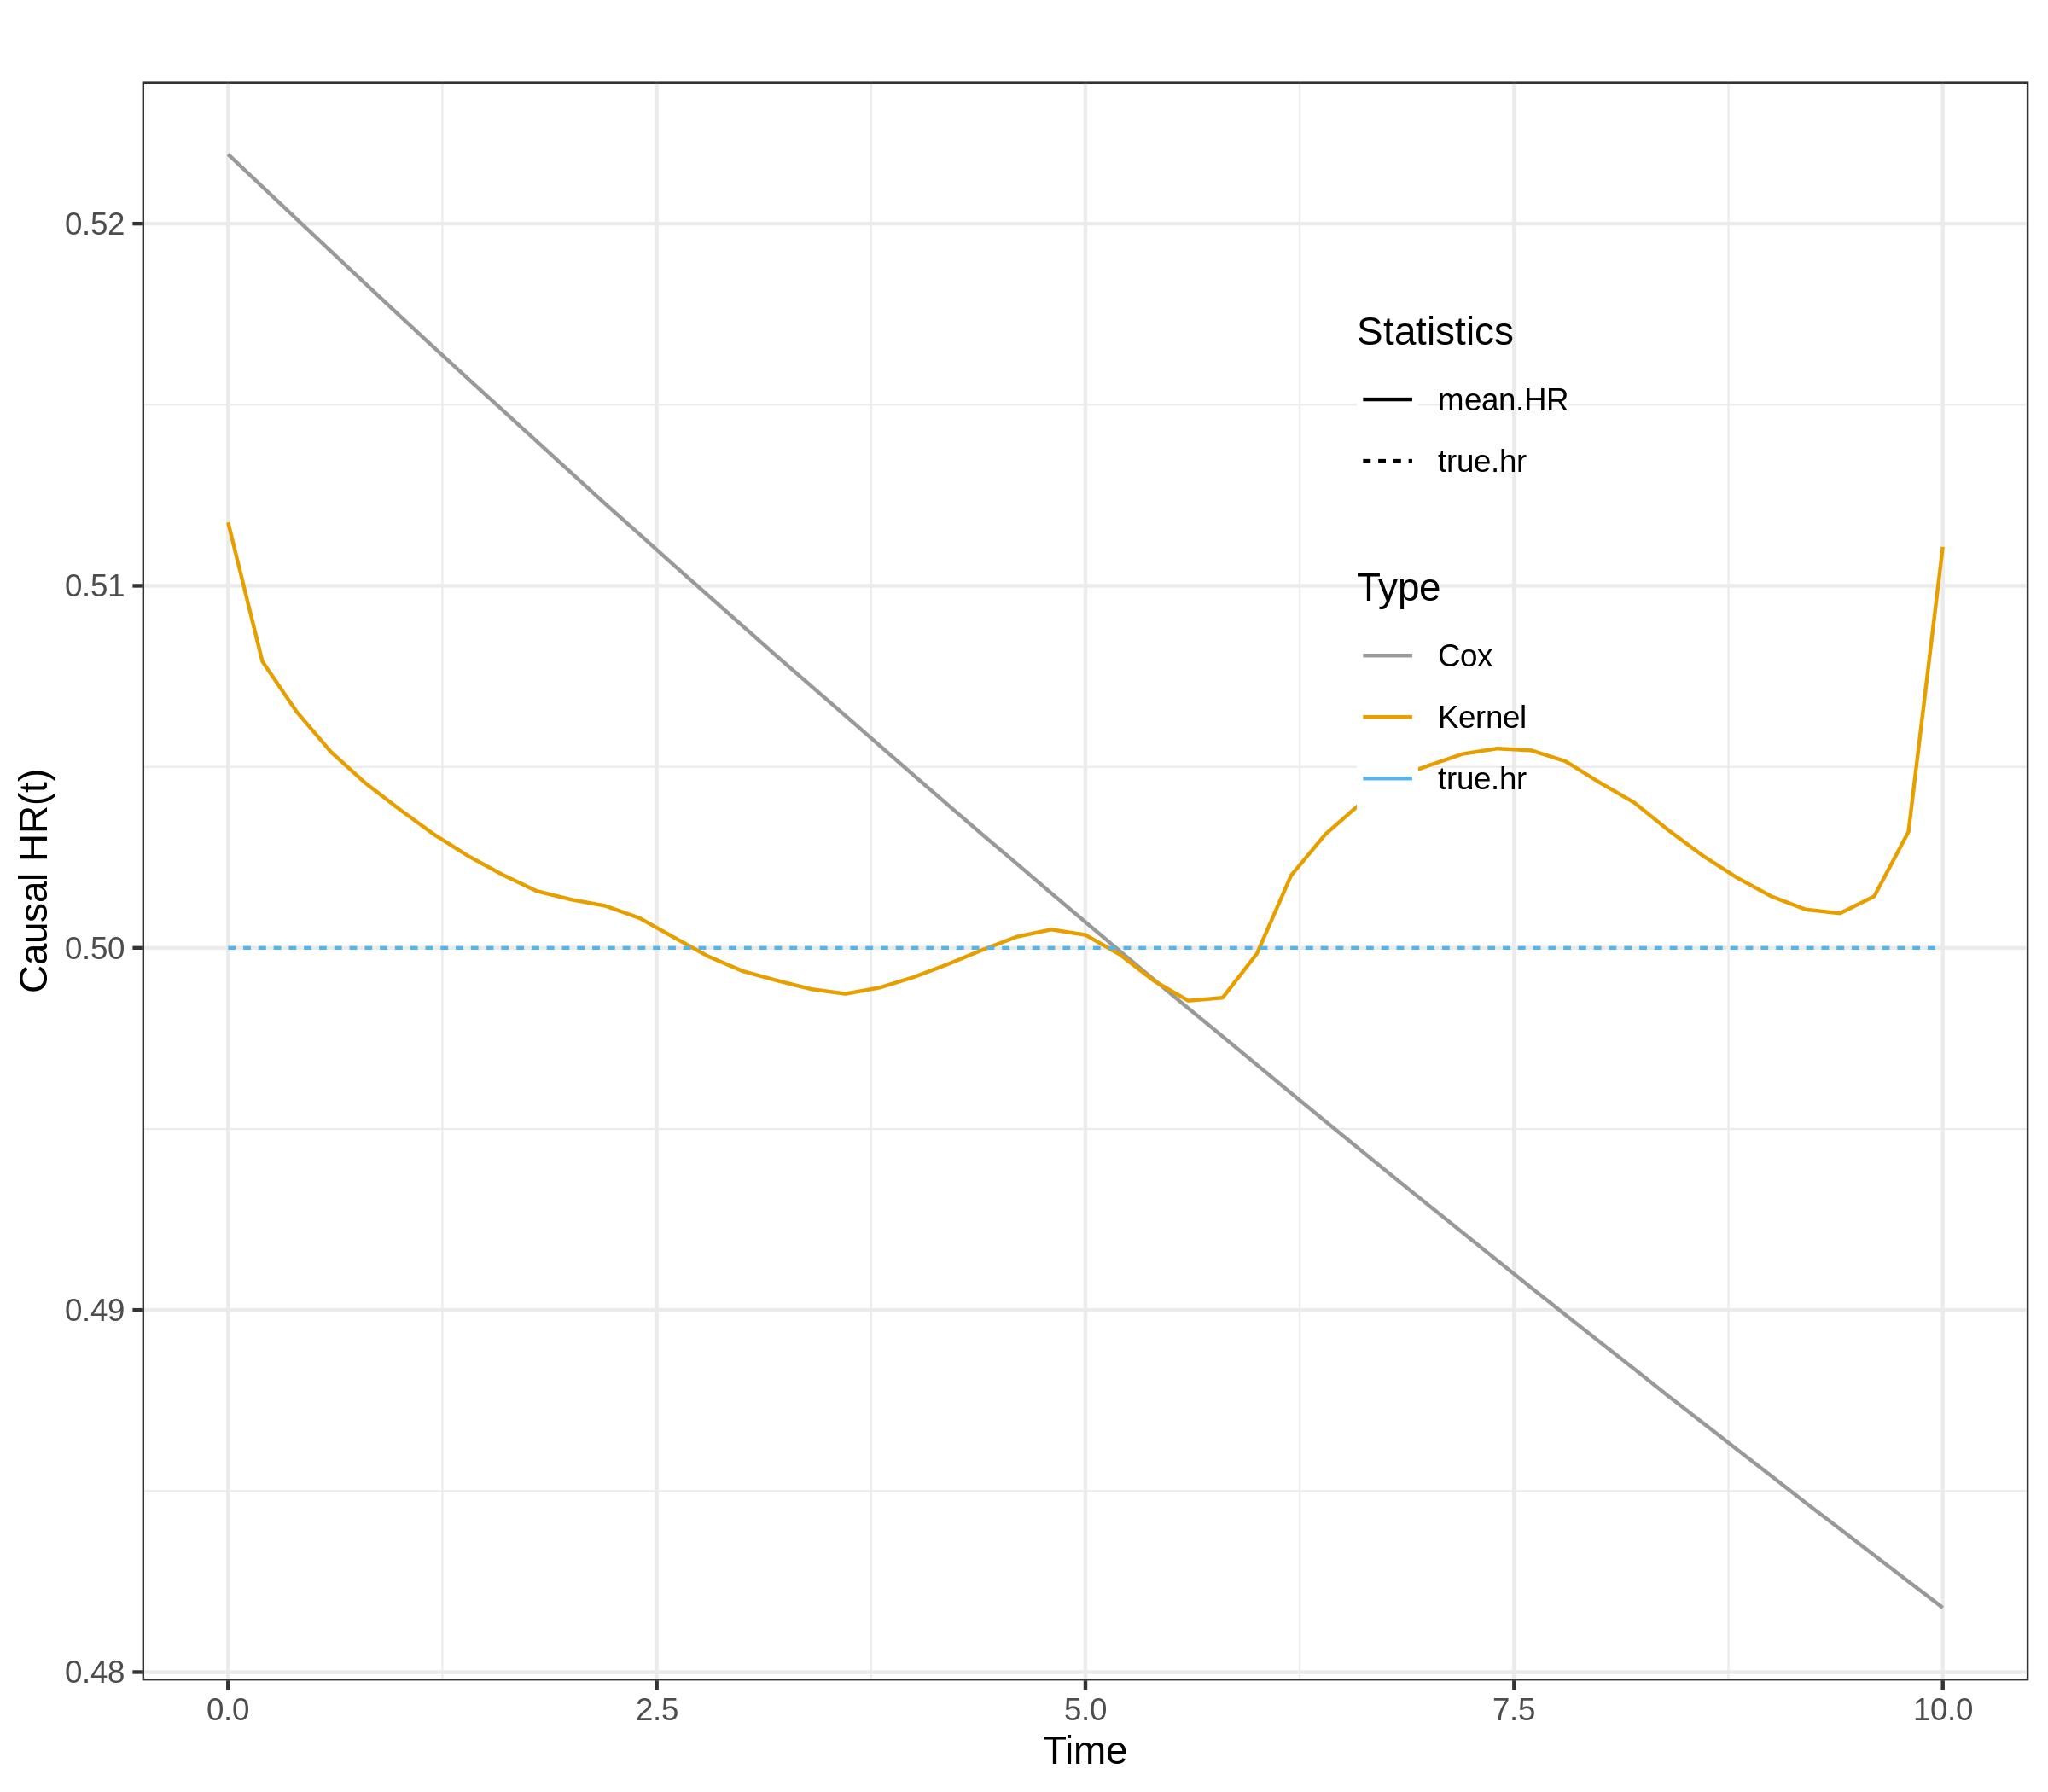 Causal HR(t)
0.52
0.51
0.50
0.49
0.48
Statistics
mean.HR
true.hr
Type
Cox
Kernel
true.hr
0.0 2.5 5.0 7.5 10.0
Time